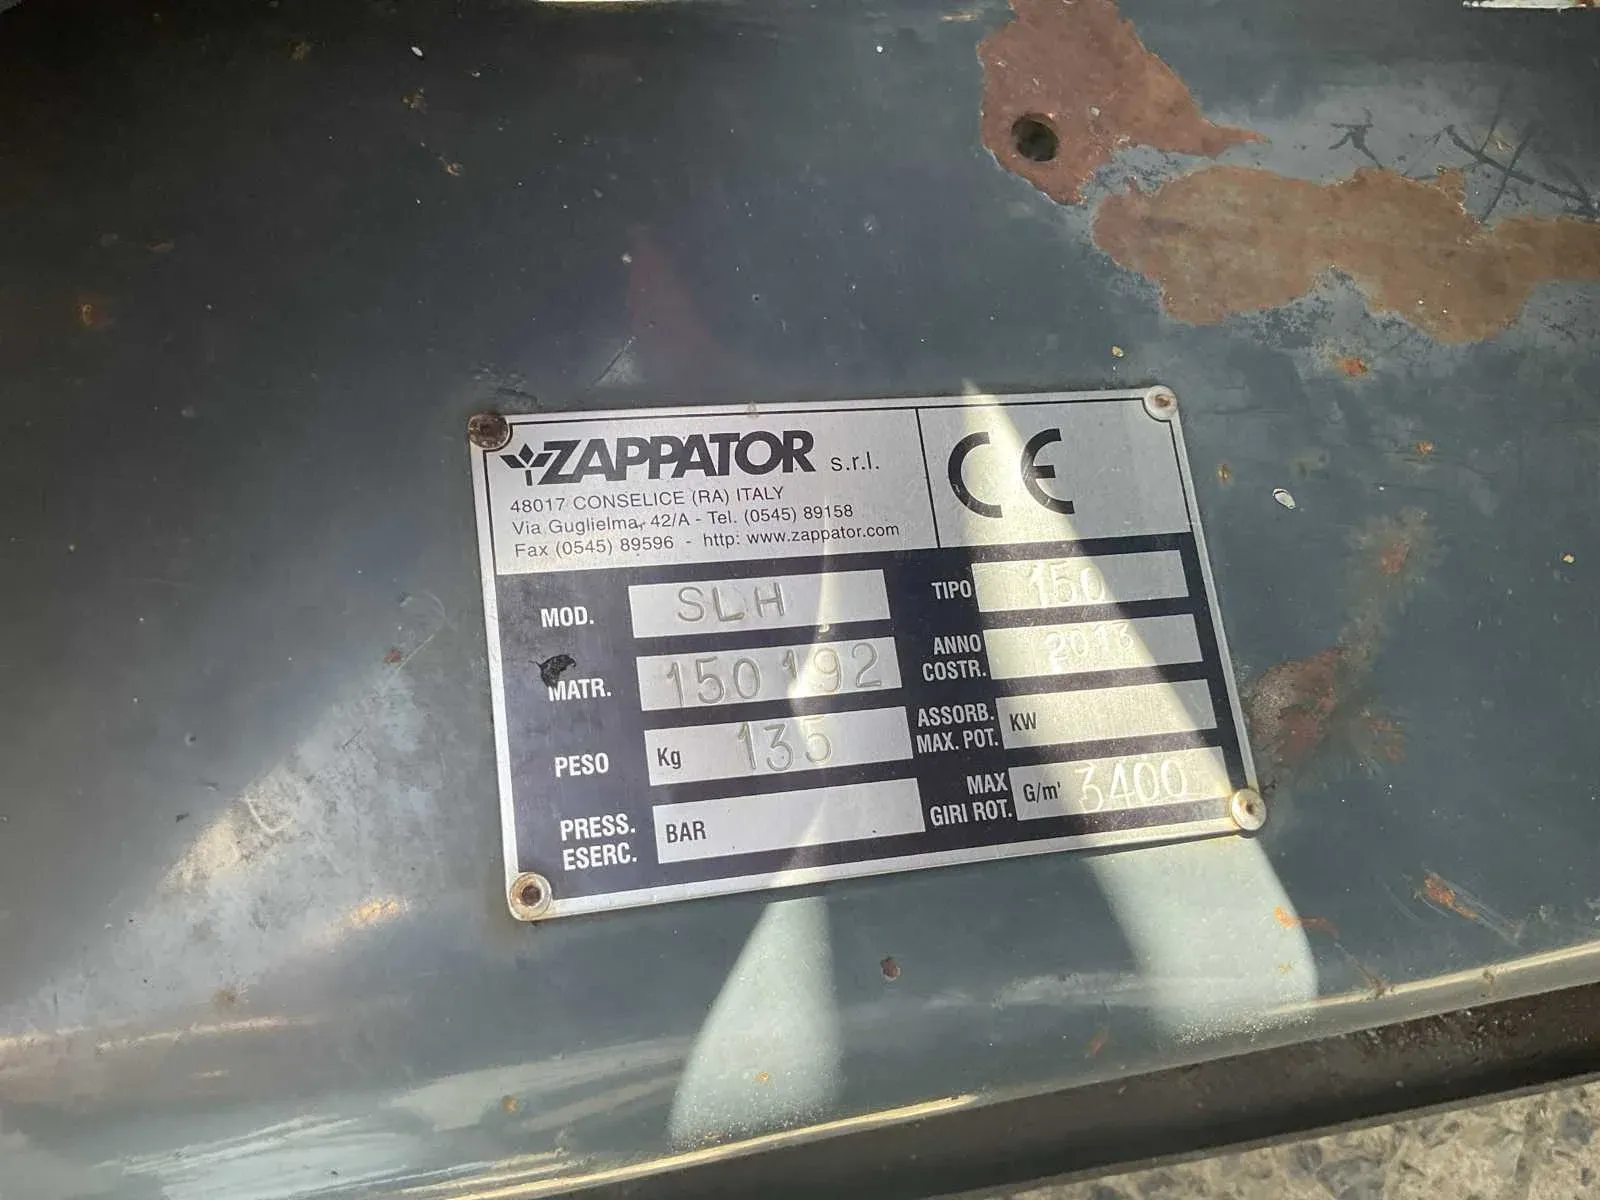 ZAPPATOR s.r.l.
48017 CONSELICE (RA) ITALY
Via Guglielma, 42/A - Tel. (0545) 89158
Fax (0545) 89596 - http: www.zappator.com
CE
MOD. SLH
TIPO 150
MATR. 150192
ANNO
COSTR. 2013
PESO Kg 135
ASSORB.
MAX. POT. KW
PRESS.
ESERC. BAR
MAX
GIRI ROT. G/m' 3400